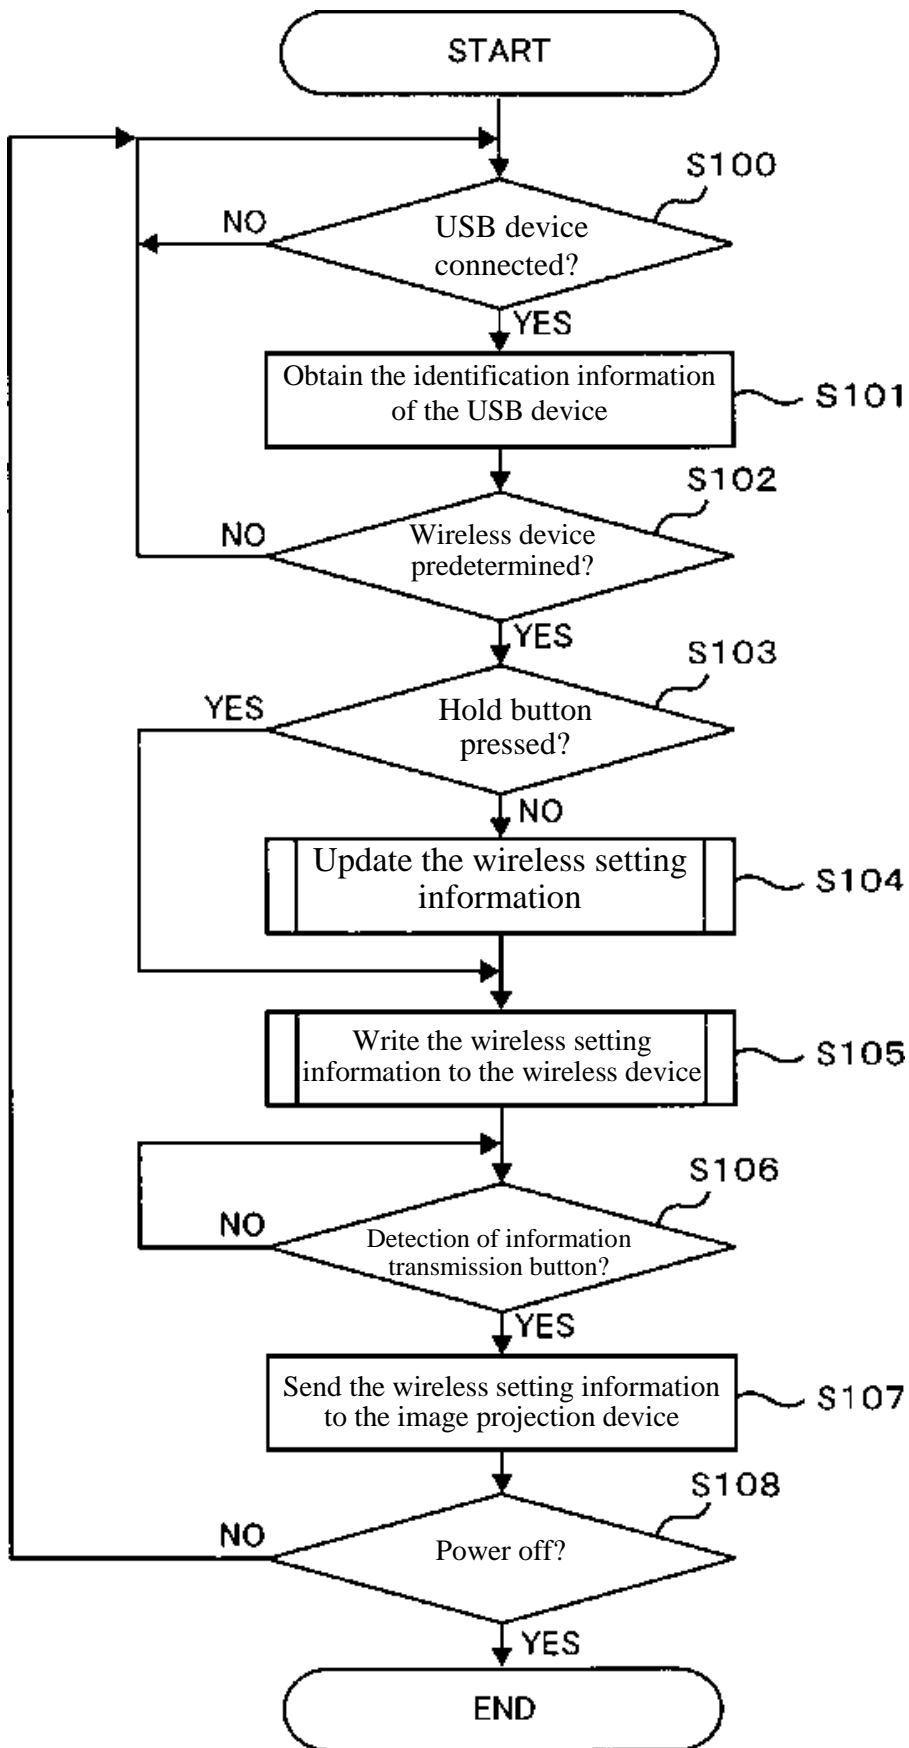 START
S100
NO
USB device
connected?
YES
Obtain the identification information
of the USB device
S101
S102
NO
Wireless device
predetermined?
YES
S103
YES
Hold button
pressed?
NO
Update the wireless setting
information
S104
Write the wireless setting
information to the wireless device
S105
S106
NO
Detection of information
transmission button?
YES
Send the wireless setting information
to the image projection device
S107
S108
NO
Power off?
YES
END